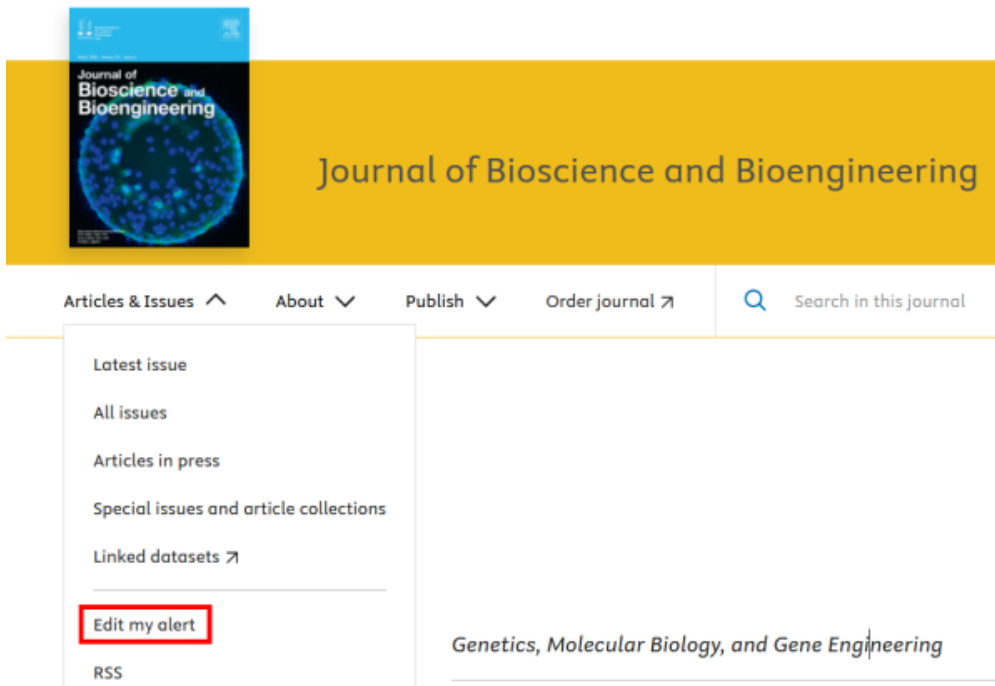 Journal of
Bioscience and
Bioengineering
Journal of Bioscience and Bioengineering
Articles & Issues
About
Publish
Order journal
Search in this journal
Latest issue
All issues
Articles in press
Special issues and article collections
Linked datasets
Edit my alert
Genetics, Molecular Biology, and Gene Engineering
RSS